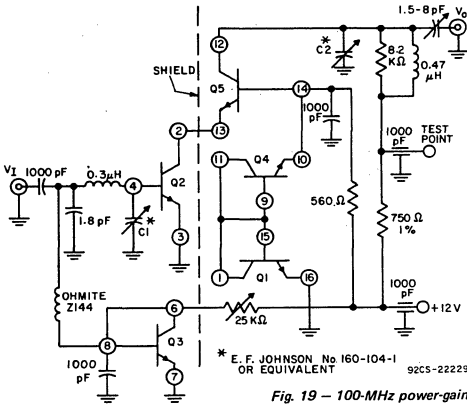 1.5-8pF
Vo
12
*
C2
8.2
KΩ
0.47
μH
SHIELD
Q5
2
13
14
1000
pF
1000
pF
TEST
POINT
VI
1000 pF
0.3μH
4
Q2
11
Q4
10
1.8 pF
*
C1
3
9
560Ω
750 Ω
1%
15
OHMITE
Z144
1
Q1
16
1000
pF
6
25 KΩ
+12V
8
Q3
1000
pF
7
* E. F. JOHNSON No. 160-104-1
OR EQUIVALENT
92CS-22229
Fig. 19 – 100-MHz power-gain